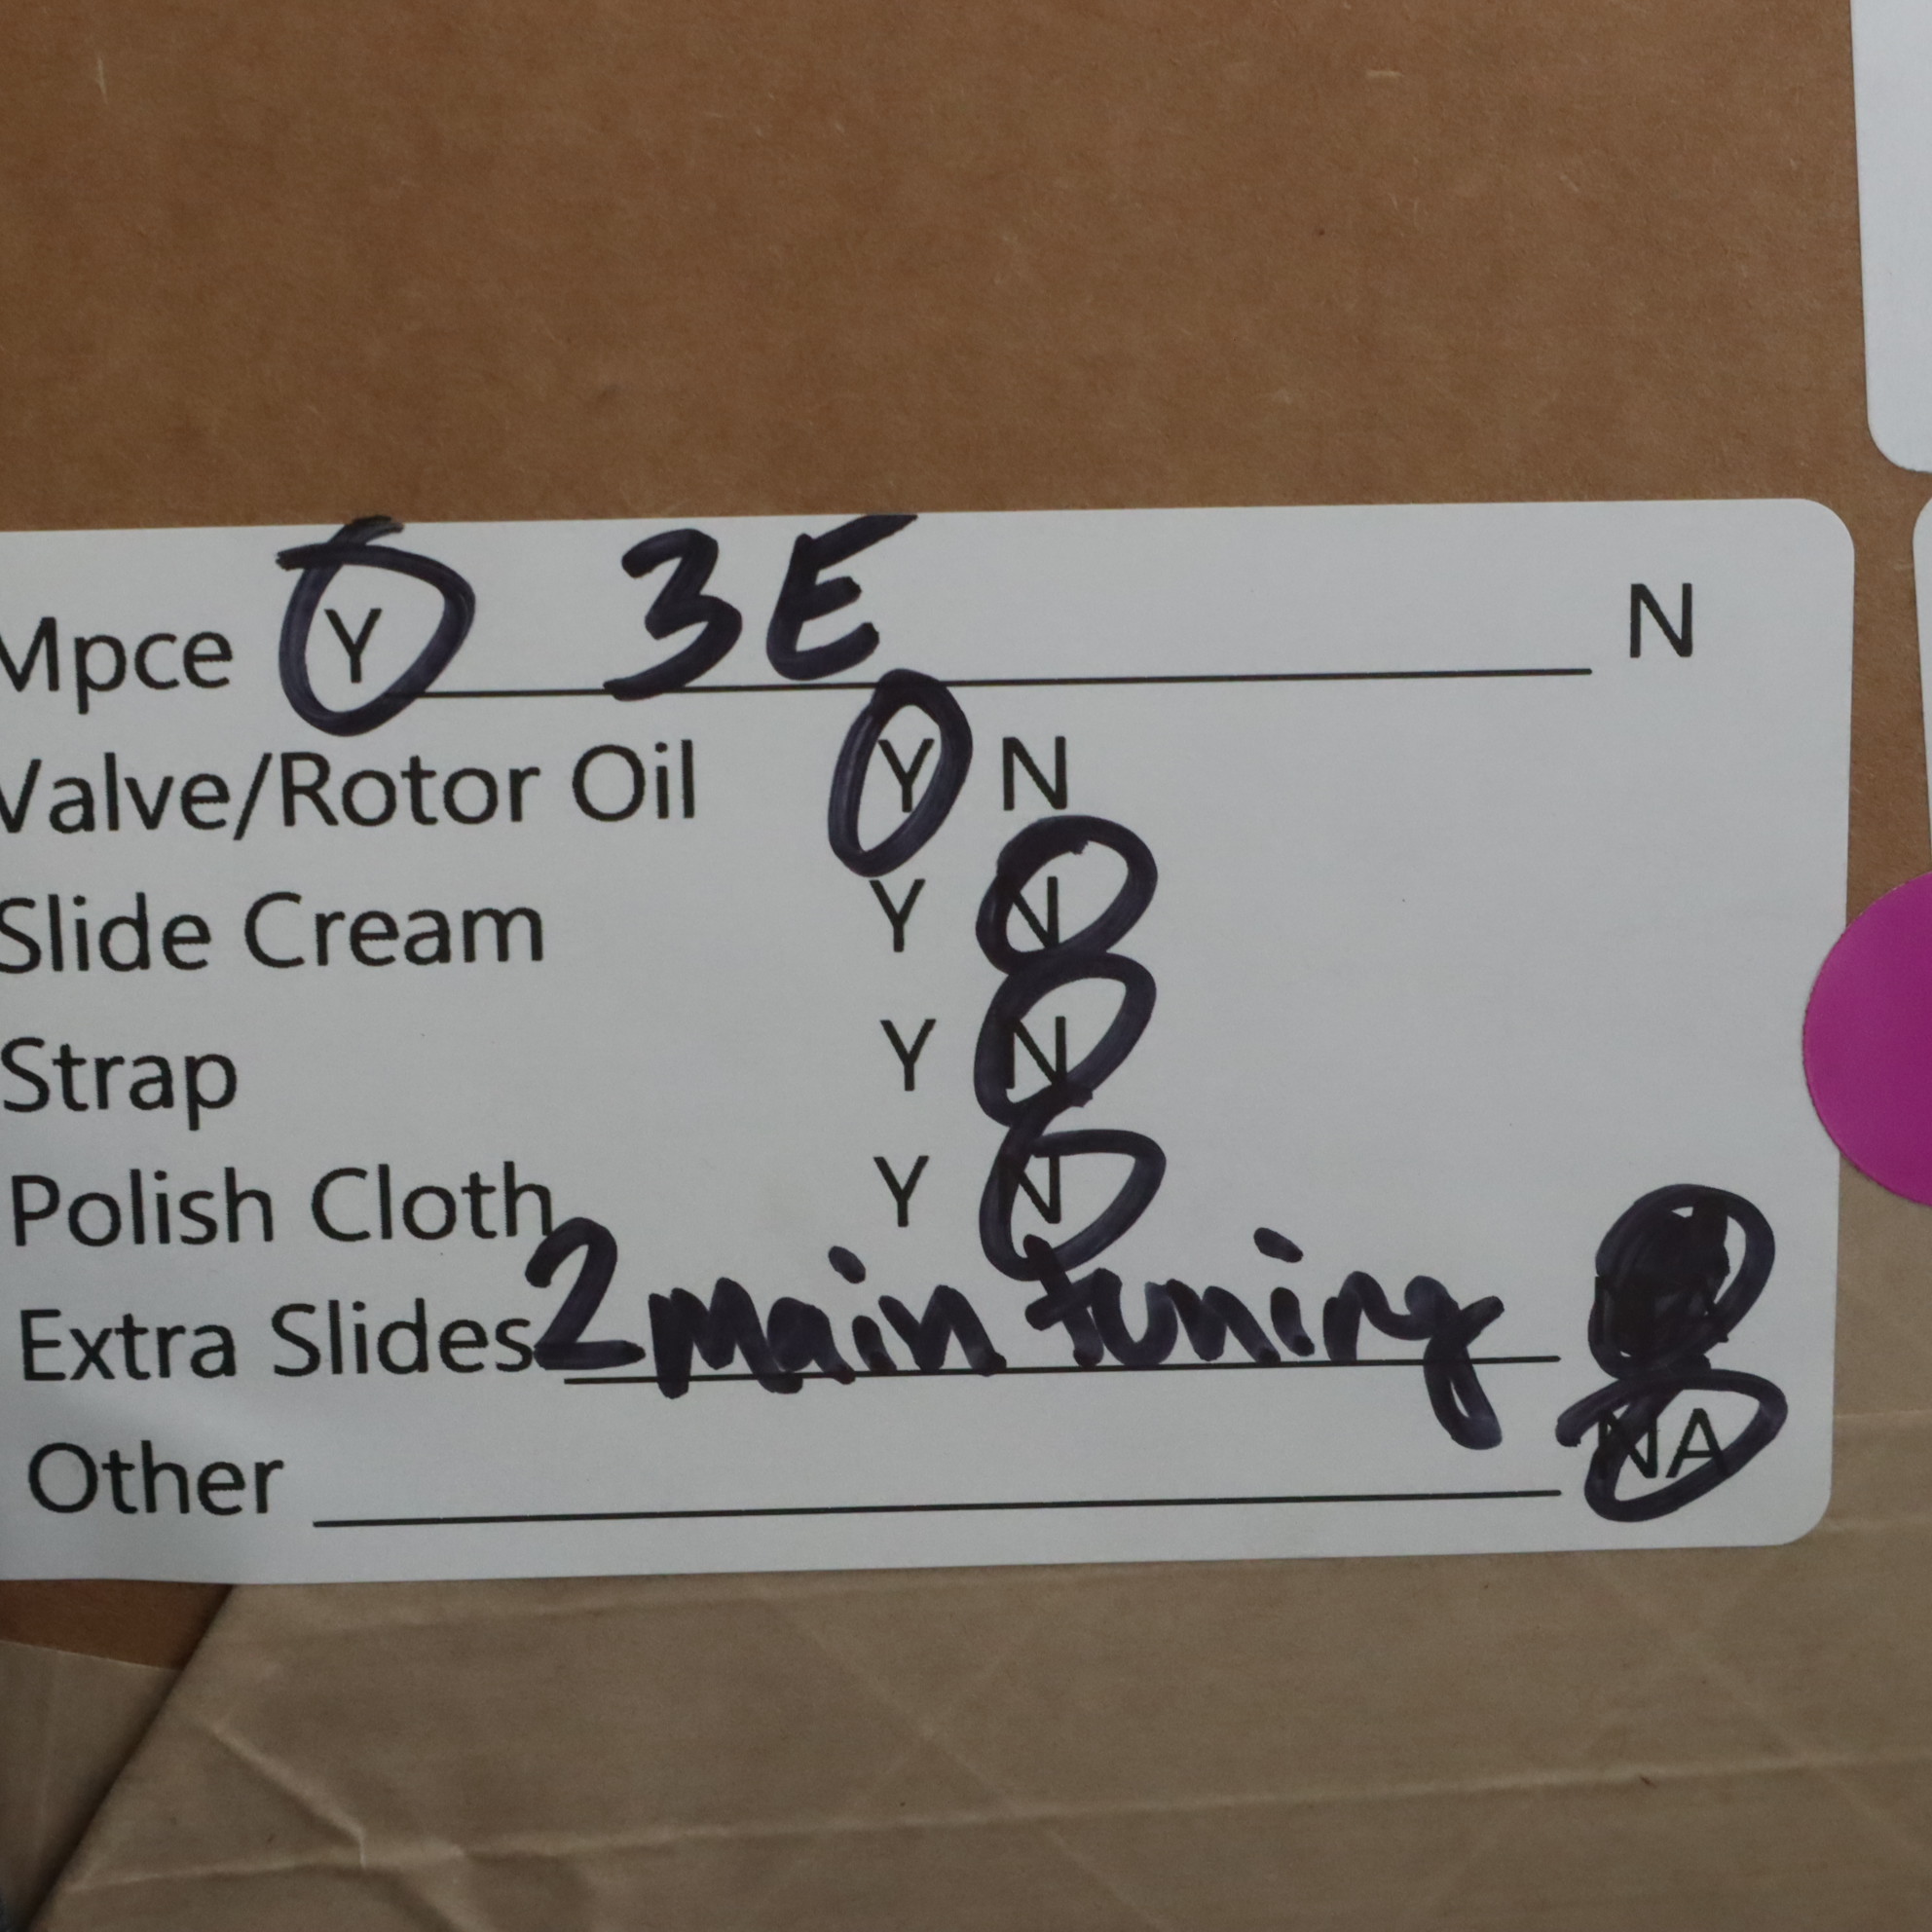 Mpce Y 3E N
Valve/Rotor Oil Y N
Slide Cream Y N
Strap Y N
Polish Cloth Y N
Extra Slides 2 main tuning
Other NA